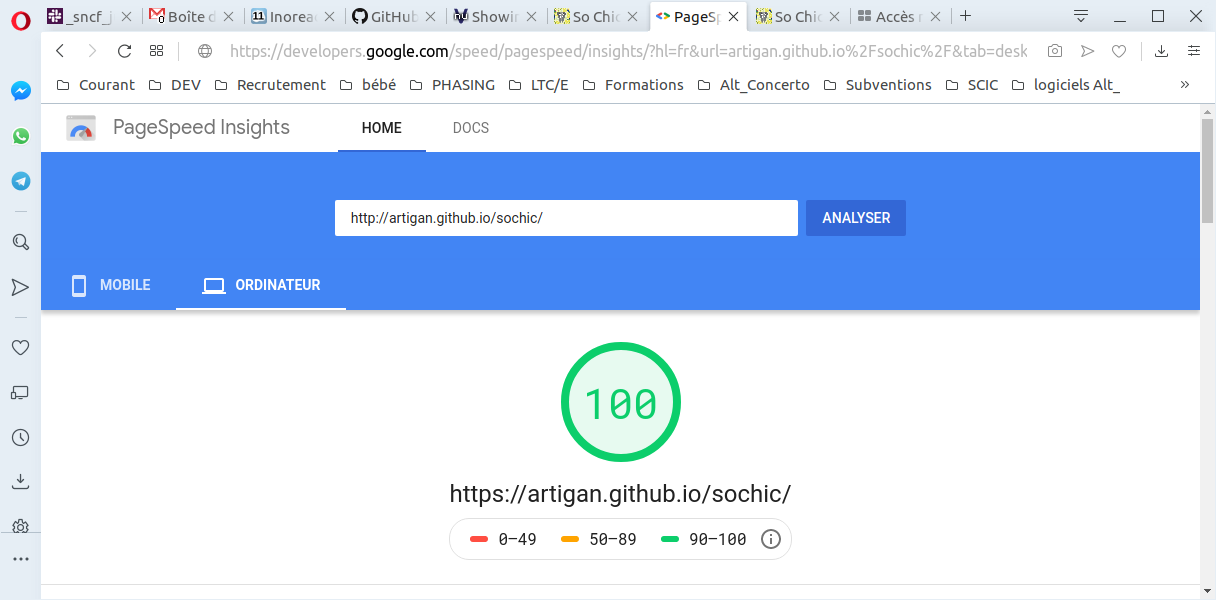 _sncf_j
Boîte d
Inorea
GitHub
Showin
So Chic
PageSp
So Chic
Accès r
https://developers.google.com/speed/pagespeed/insights/?hl=fr&url=artigan.github.io%2Fsochic%2F&tab=desk
Courant DEV Recrutement bébé PHASING LTC/E Formations Alt_Concerto Subventions SCIC logiciels Alt_ »
PageSpeed Insights HOME DOCS
http://artigan.github.io/sochic/ ANALYSER
MOBILE ORDINATEUR
100
https://artigan.github.io/sochic/
0–49 50–89 90–100